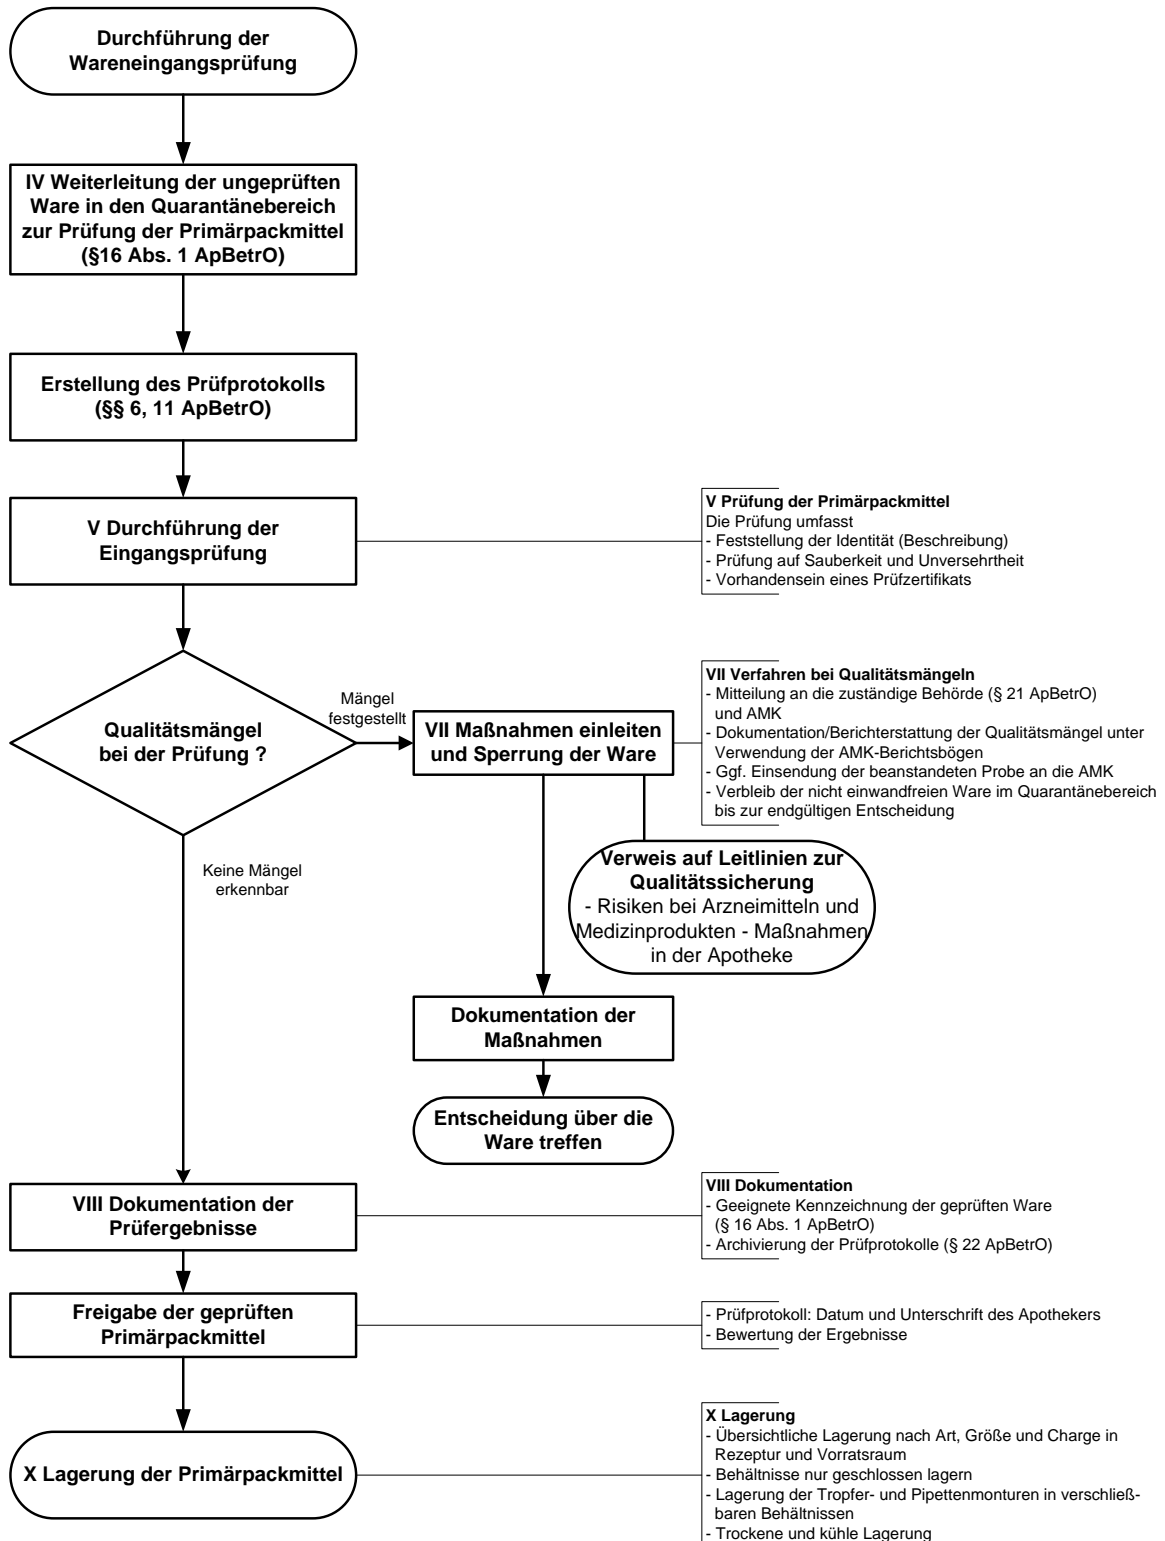 Durchführung der
Wareneingangsprüfung
IV Weiterleitung der ungeprüften
Ware in den Quarantänebereich
zur Prüfung der Primärpackmittel
(§16 Abs. 1 ApBetrO)
Erstellung des Prüfprotokolls
(§§ 6, 11 ApBetrO)
V Durchführung der
Eingangsprüfung
V Prüfung der Primärpackmittel
Die Prüfung umfasst
- Feststellung der Identität (Beschreibung)
- Prüfung auf Sauberkeit und Unversehrtheit
- Vorhandensein eines Prüfzertifikats
Qualitätsmängel
bei der Prüfung ?
Mängel
festgestellt
VII Maßnahmen einleiten
und Sperrung der Ware
VII Verfahren bei Qualitätsmängeln
- Mitteilung an die zuständige Behörde (§ 21 ApBetrO)
und AMK
- Dokumentation/Berichterstattung der Qualitätsmängel unter
Verwendung der AMK-Berichtsbögen
- Ggf. Einsendung der beanstandeten Probe an die AMK
- Verbleib der nicht einwandfreien Ware im Quarantänebereich
bis zur endgültigen Entscheidung
Keine Mängel
erkennbar
Verweis auf Leitlinien zur
Qualitätssicherung
- Risiken bei Arzneimitteln und
Medizinprodukten - Maßnahmen
in der Apotheke
Dokumentation der
Maßnahmen
Entscheidung über die
Ware treffen
VIII Dokumentation der
Prüfergebnisse
VIII Dokumentation
- Geeignete Kennzeichnung der geprüften Ware
(§ 16 Abs. 1 ApBetrO)
- Archivierung der Prüfprotokolle (§ 22 ApBetrO)
Freigabe der geprüften
Primärpackmittel
- Prüfprotokoll: Datum und Unterschrift des Apothekers
- Bewertung der Ergebnisse
X Lagerung der Primärpackmittel
X Lagerung
- Übersichtliche Lagerung nach Art, Größe und Charge in
Rezeptur und Vorratsraum
- Behältnisse nur geschlossen lagern
- Lagerung der Tropfer- und Pipettenmonturen in verschließ-
baren Behältnissen
- Trockene und kühle Lagerung